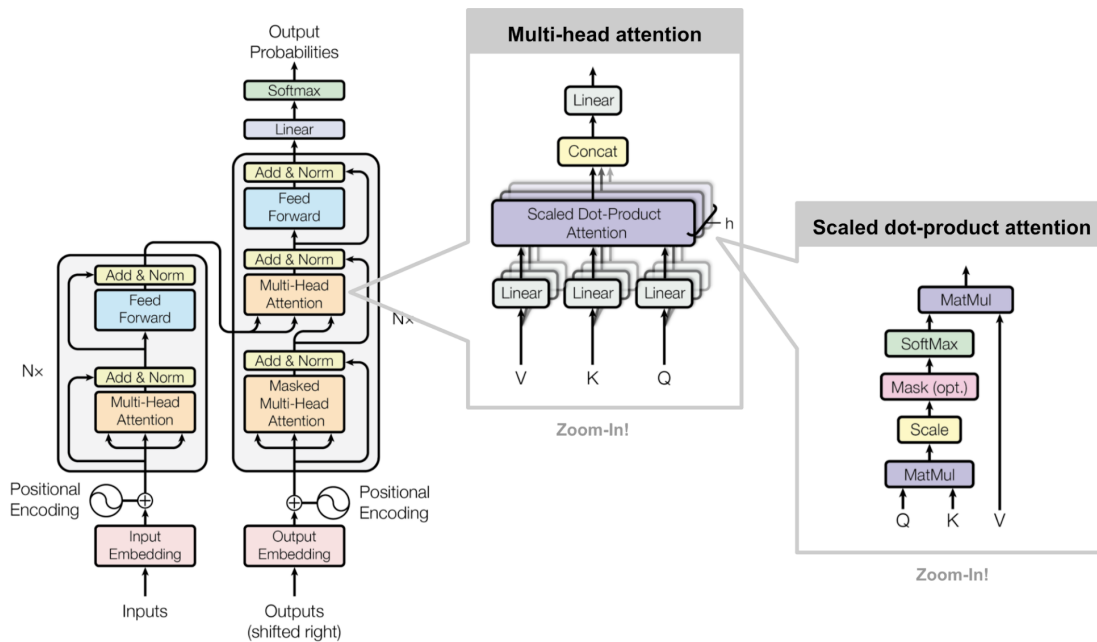 Output
Probabilities
Softmax
Linear
Add & Norm
Feed
Forward
Add & Norm
Multi-Head
Attention
N×
Add & Norm
Masked
Multi-Head
Attention
Add & Norm
Feed
Forward
N×
Add & Norm
Multi-Head
Attention
Positional
Encoding
Positional
Encoding
Input
Embedding
Output
Embedding
Inputs
Outputs
(shifted right)
Multi-head attention
Linear
Concat
Scaled Dot-Product
Attention
h
Linear
Linear
Linear
V
K
Q
Zoom-In!
Scaled dot-product attention
MatMul
SoftMax
Mask (opt.)
Scale
MatMul
Q
K
V
Zoom-In!